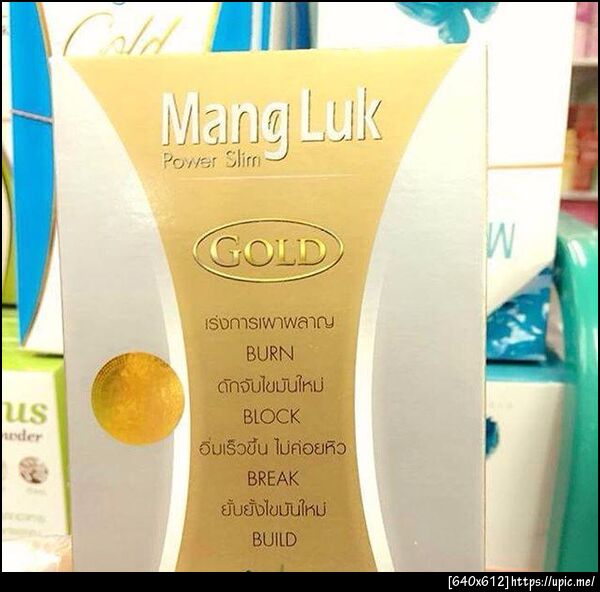 Gold
Mang Luk
Power Slim
GOLD
เร่งการเผาผลาญ
BURN
ดักจับไขมันใหม่
BLOCK
อิ่มเร็วขึ้น ไม่ค่อยหิว
BREAK
ยั้บยั้งไขมันใหม่
BUILD
us
wder
M
[640x612]https://upic.me/